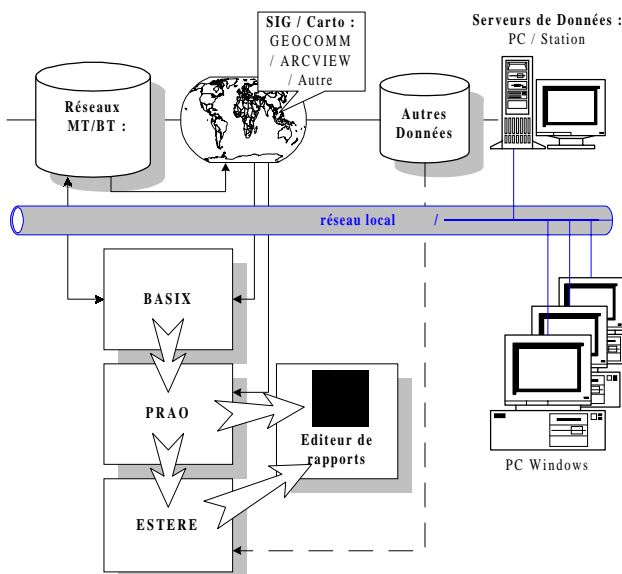 SIG / Carto :
GEOCOMM
/ ARCVIEW
/ Autre
Serveurs de Données :
PC / Station
Réseaux
MT/BT :
Autres
Données
réseau local /
BASIX
PRAO
Editeur de
rapports
ESTERE
PC Windows